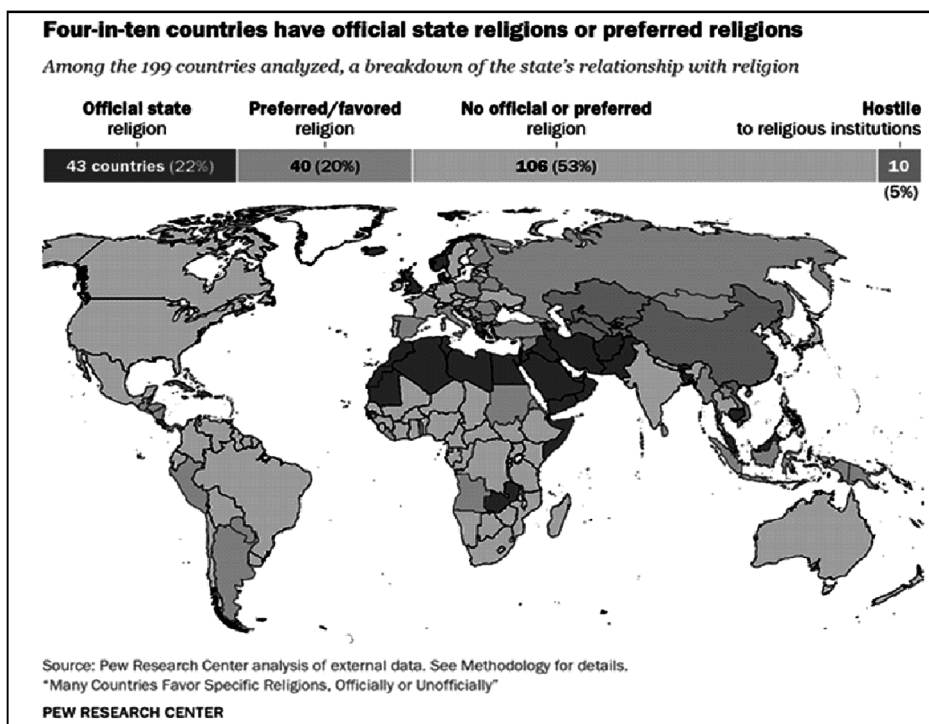 Four-in-ten countries have official state religions or preferred religions
Among the 199 countries analyzed, a breakdown of the state's relationship with religion
Official state religion
Preferred/favored religion
No official or preferred religion
Hostile to religious institutions
43 countries (22%)
40 (20%)
106 (53%)
10
(5%)
Source: Pew Research Center analysis of external data. See Methodology for details.
"Many Countries Favor Specific Religions, Officially or Unofficially"
PEW RESEARCH CENTER